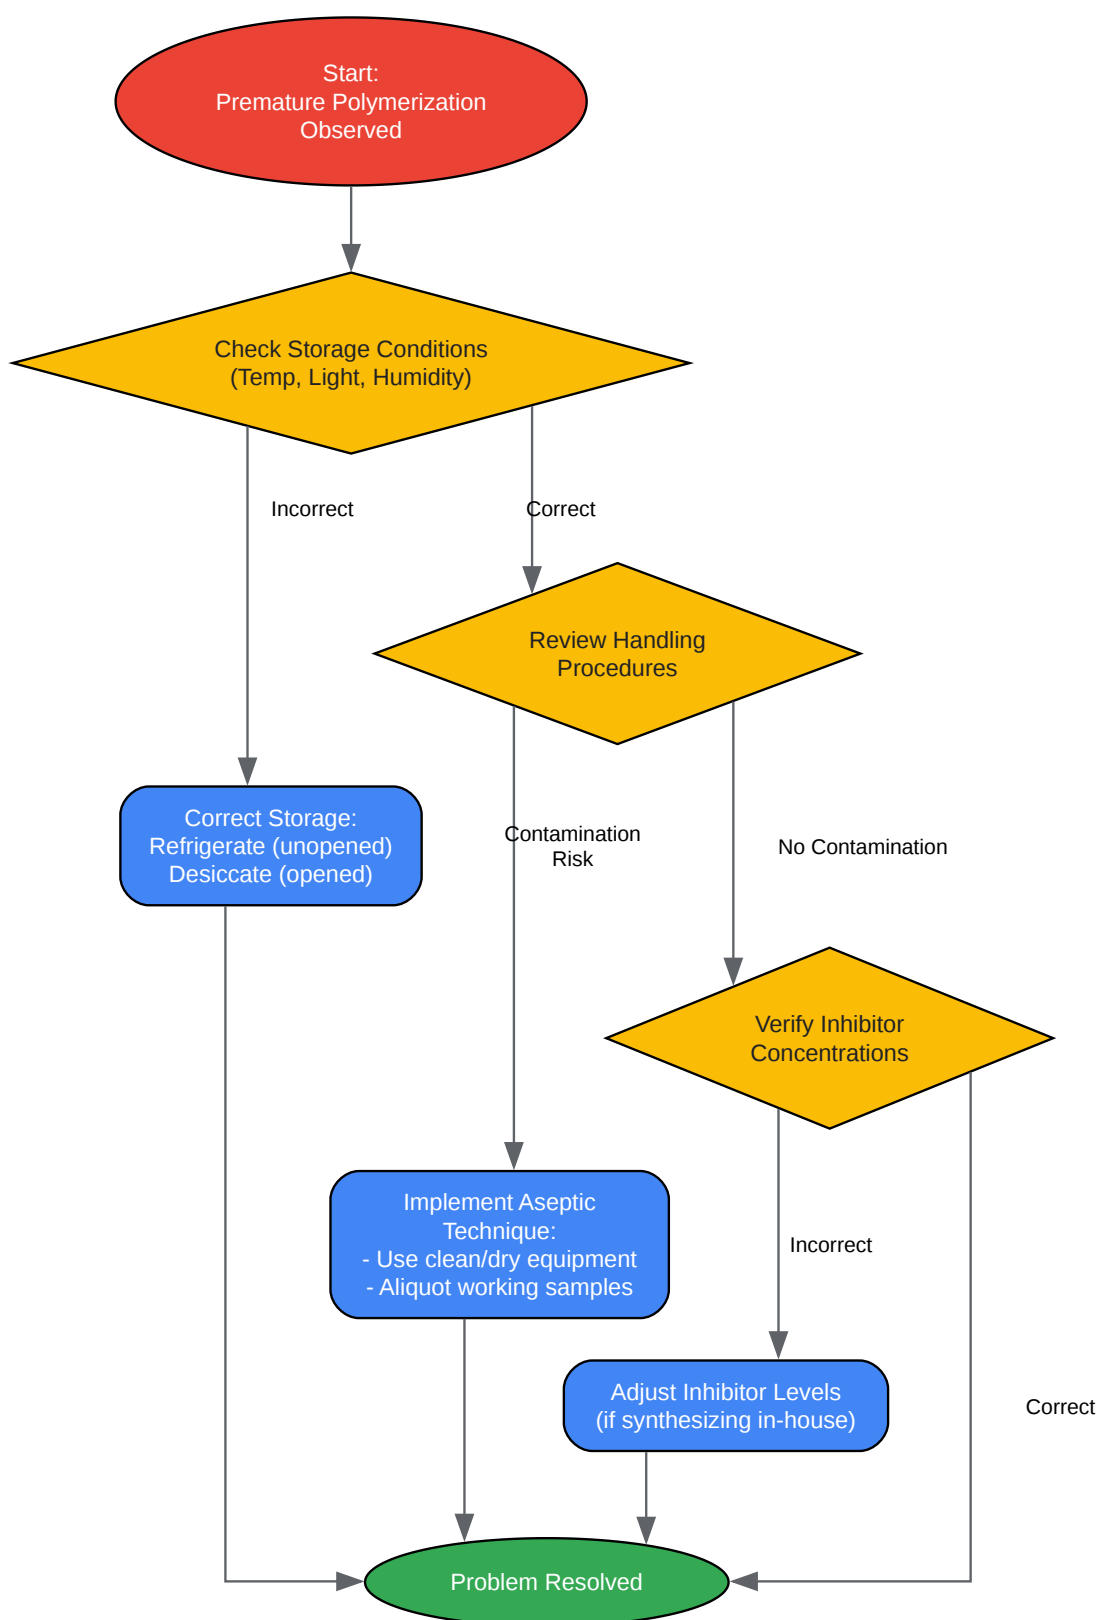 Start:
Premature Polymerization
Observed
Check Storage Conditions
(Temp, Light, Humidity)
Incorrect
Correct
Review Handling
Procedures
Correct Storage:
Refrigerate (unopened)
Desiccate (opened)
Contamination
Risk
No Contamination
Verify Inhibitor
Concentrations
Implement Aseptic
Technique:
- Use clean/dry equipment
- Aliquot working samples
Incorrect
Adjust Inhibitor Levels
(if synthesizing in-house)
Correct
Problem Resolved